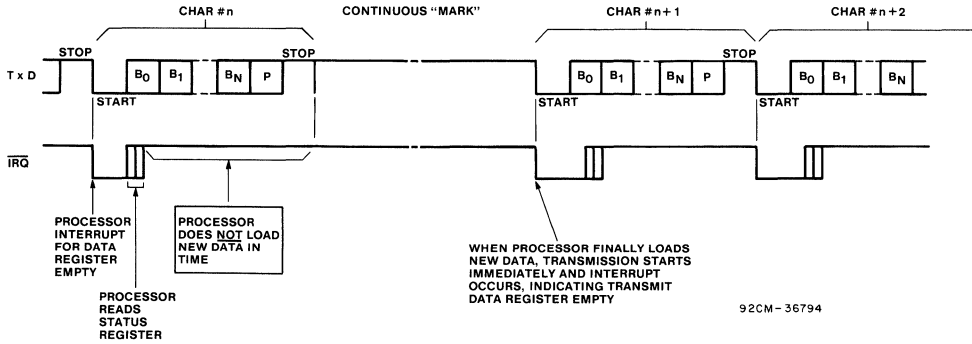 CHAR #n CONTINUOUS “MARK” CHAR #n+1 CHAR #n+2
STOP STOP STOP
T x D B0 B1 BN P B0 B1 BN P B0 B1 BN
START START START
IRQ
PROCESSOR
INTERRUPT
FOR DATA
REGISTER
EMPTY
PROCESSOR
READS
STATUS
REGISTER
PROCESSOR
DOES NOT LOAD
NEW DATA IN
TIME
WHEN PROCESSOR FINALLY LOADS
NEW DATA, TRANSMISSION STARTS
IMMEDIATELY AND INTERRUPT
OCCURS, INDICATING TRANSMIT
DATA REGISTER EMPTY
92CM-36794